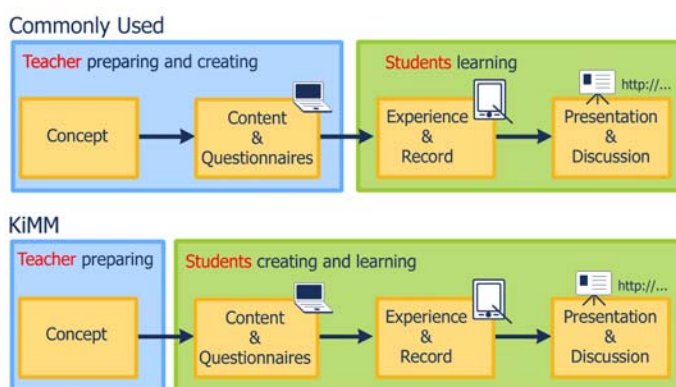 Commonly Used
Teacher preparing and creating
Students learning
http://...
Concept
Content
&
Questionnaires
Experience
&
Record
Presentation
&
Discussion
KiMM
Teacher preparing
Students creating and learning
http://...
Concept
Content
&
Questionnaires
Experience
&
Record
Presentation
&
Discussion